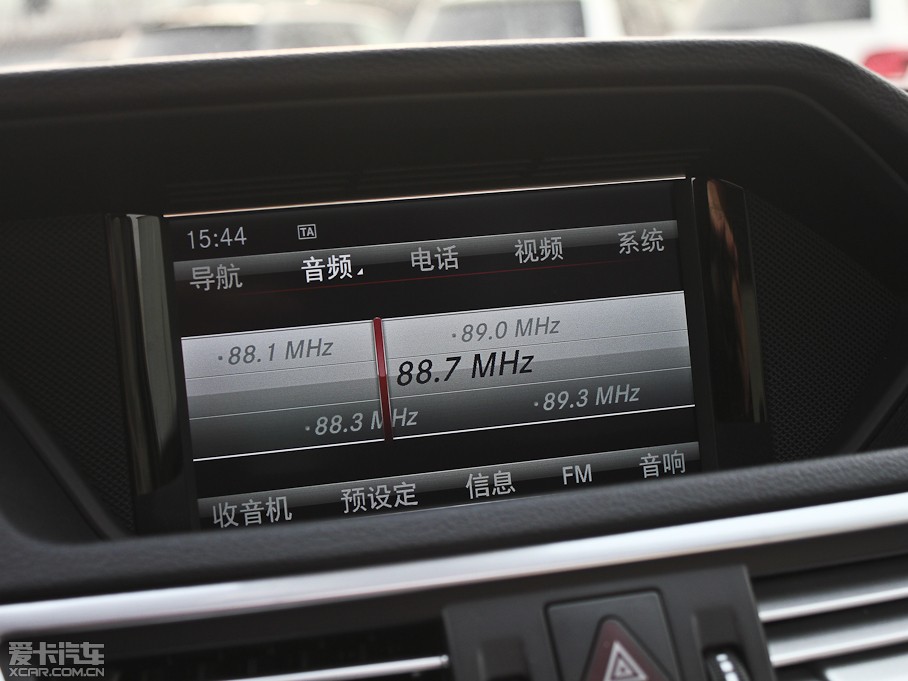 15:44 TA
导航 音频 电话 视频 系统
·88.1 MHz ·89.0 MHz
88.7 MHz
·88.3 MHz ·89.3 MHz
收音机 预设定 信息 FM 音响
爱卡汽车
XCAR.COM.CN